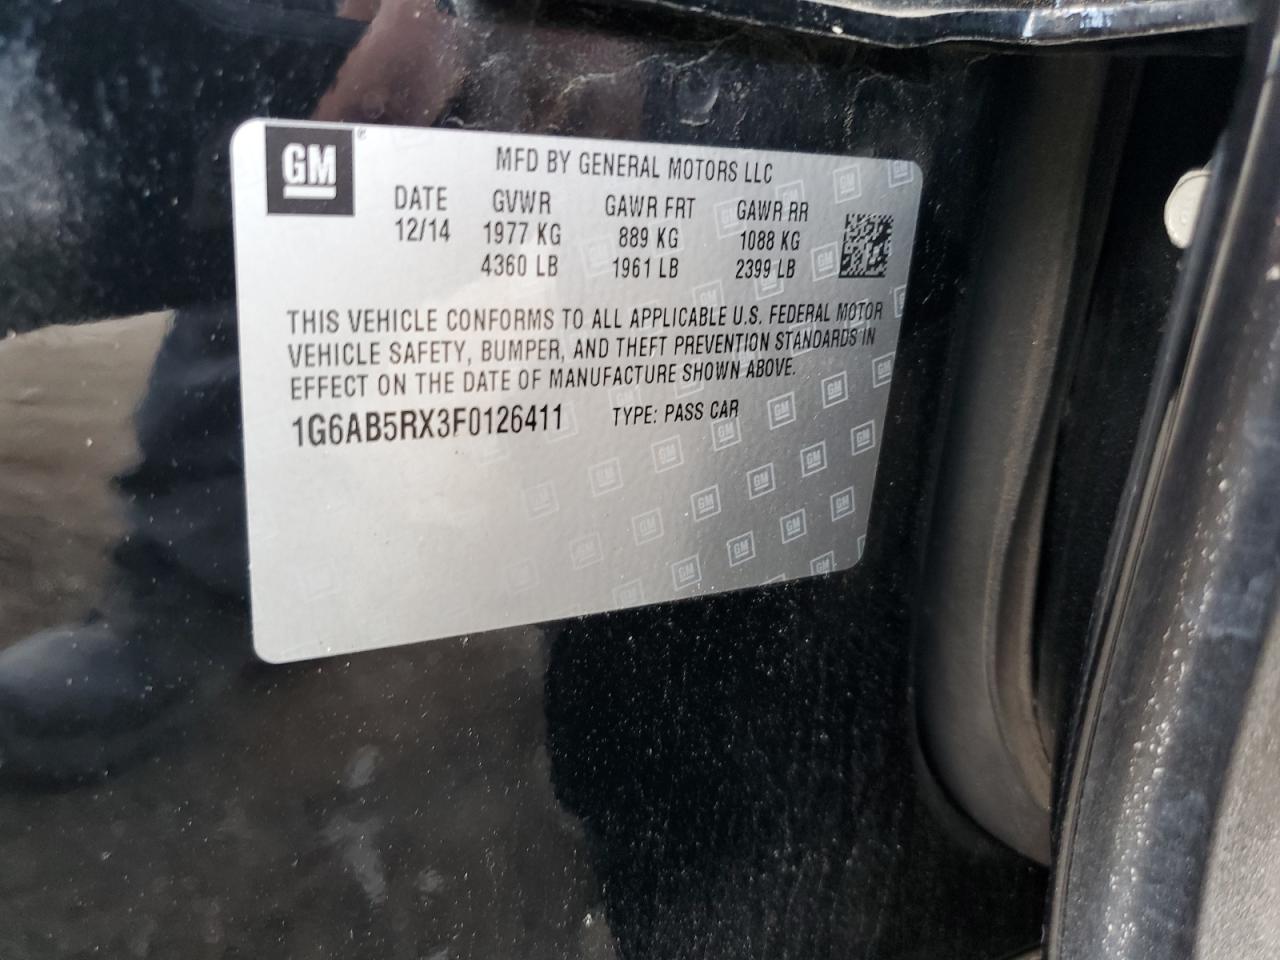 GM®
MFD BY GENERAL MOTORS LLC
DATE GVWR GAWR FRT GAWR RR
12/14 1977 KG 889 KG 1088 KG
4360 LB 1961 LB 2399 LB
THIS VEHICLE CONFORMS TO ALL APPLICABLE U.S. FEDERAL MOTOR
VEHICLE SAFETY, BUMPER, AND THEFT PREVENTION STANDARDS IN
EFFECT ON THE DATE OF MANUFACTURE SHOWN ABOVE.
1G6AB5RX3F0126411 TYPE: PASS CAR